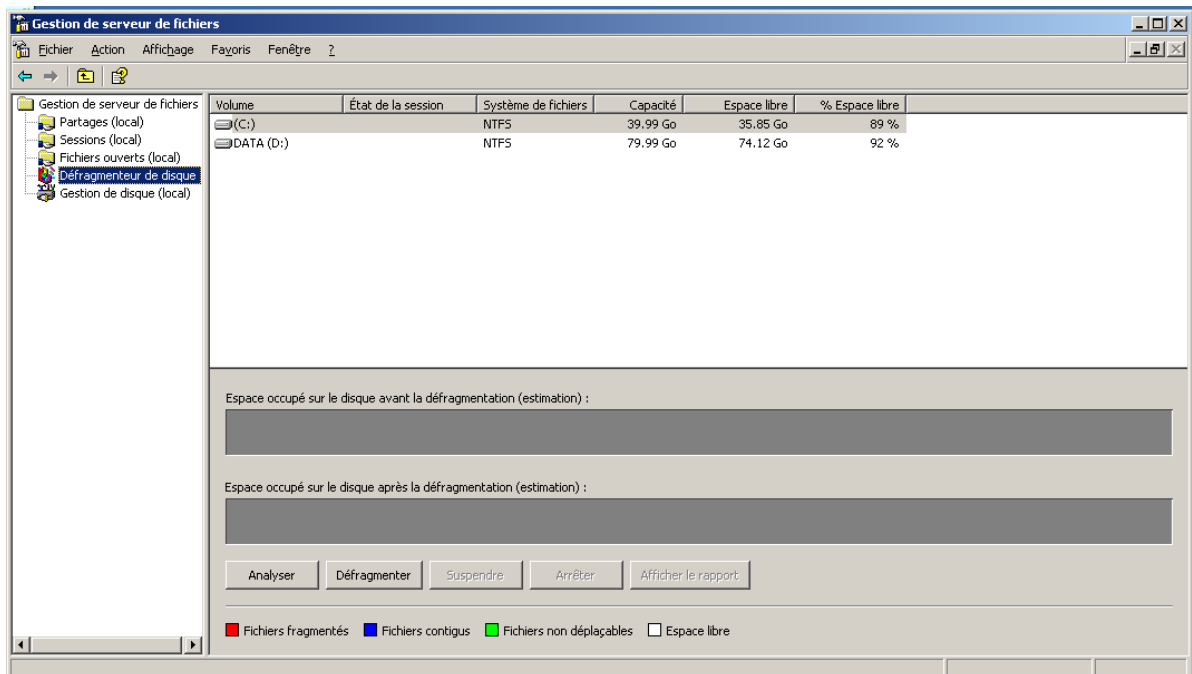 Gestion de serveur de fichiers
Fichier Action Affichage Favoris Fenêtre ?
Gestion de serveur de fichiers
Partages (local)
Sessions (local)
Fichiers ouverts (local)
Défragmenteur de disque
Gestion de disque (local)
Volume État de la session Système de fichiers Capacité Espace libre % Espace libre
(C:) NTFS 39.99 Go 35.85 Go 89 %
DATA (D:) NTFS 79.99 Go 74.12 Go 92 %
Espace occupé sur le disque avant la défragmentation (estimation) :
Espace occupé sur le disque après la défragmentation (estimation) :
Analyser Défragmenter Suspendre Arrêter Afficher le rapport
Fichiers fragmentés Fichiers contigus Fichiers non déplaçables Espace libre